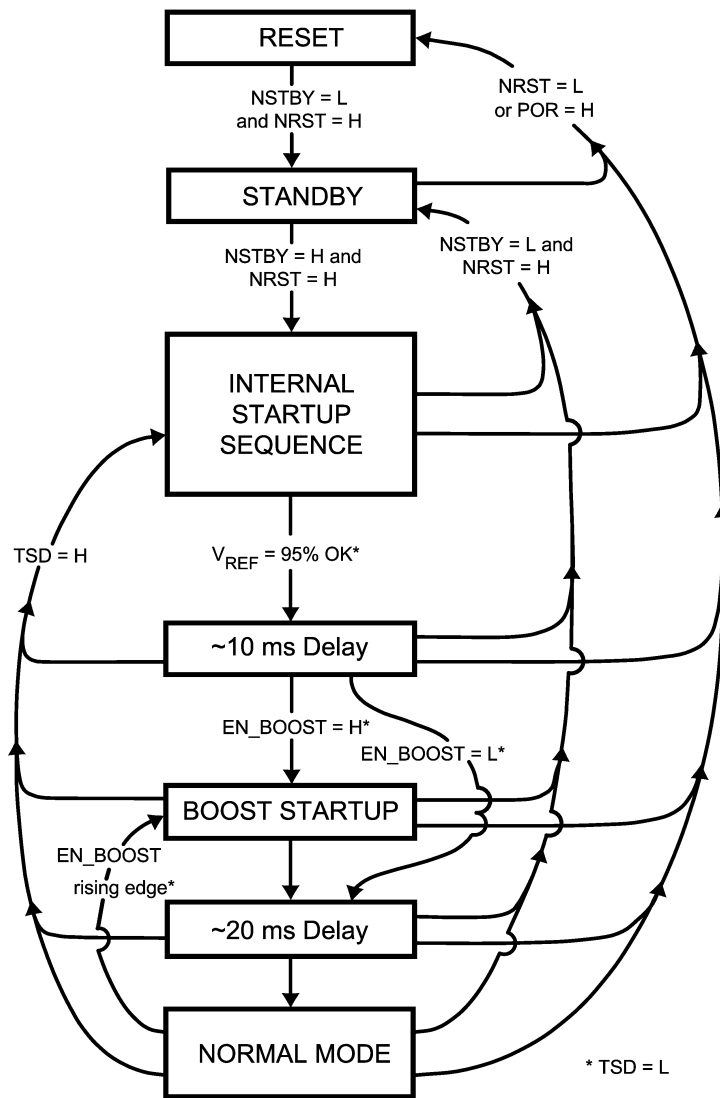 RESET
NSTBY = L
and NRST = H
NRST = L
or POR = H
STANDBY
NSTBY = H and
NRST = H
NSTBY = L and
NRST = H
INTERNAL
STARTUP
SEQUENCE
TSD = H
VREF = 95% OK*
~10 ms Delay
EN_BOOST = H*
EN_BOOST = L*
BOOST STARTUP
EN_BOOST
rising edge*
~20 ms Delay
NORMAL MODE
* TSD = L